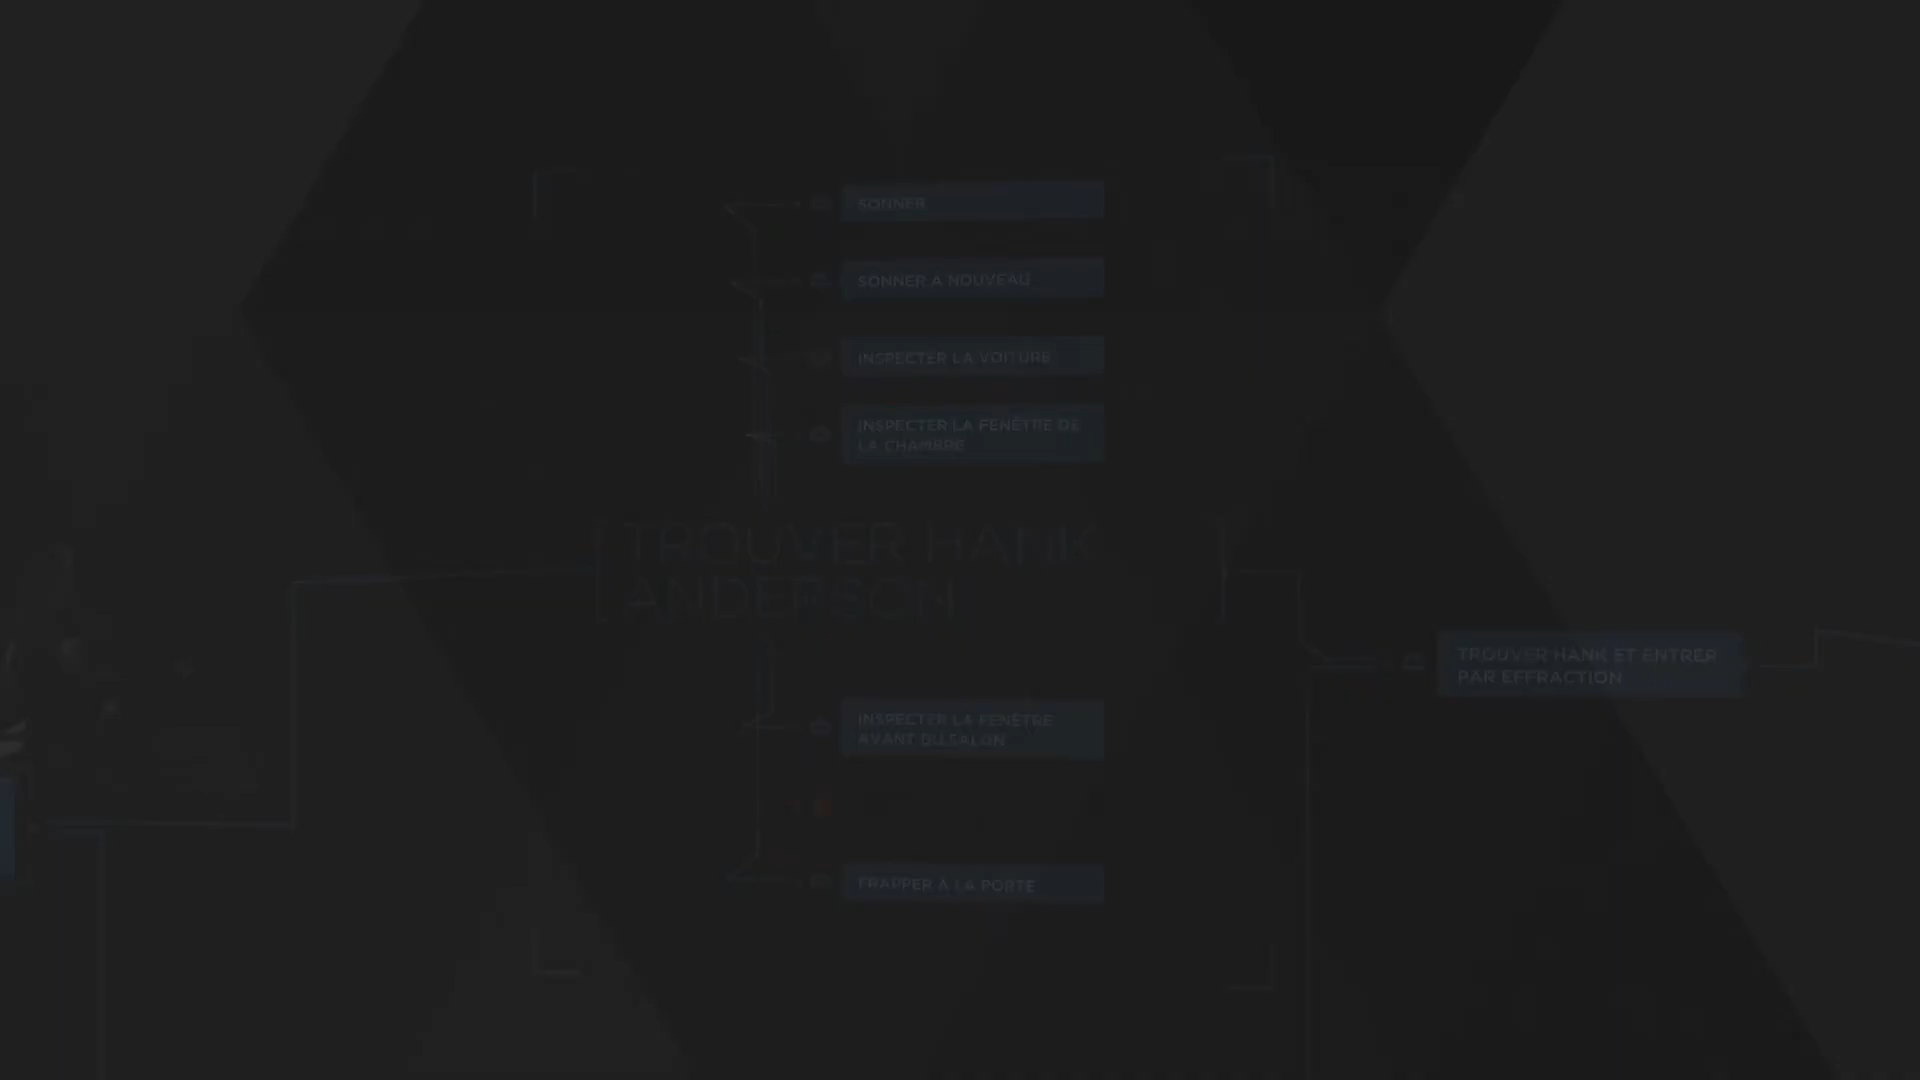 SONNER
SONNER À NOUVEAU
INSPECTER LA VOITURE
INSPECTER LA FENÊTRE DE
LA CHAMBRE
TROUVER HANK
ANDERSON
TROUVER HANK ET ENTRER
PAR EFFRACTION
INSPECTER LA FENÊTRE
AVANT DU SALON
FRAPPER À LA PORTE